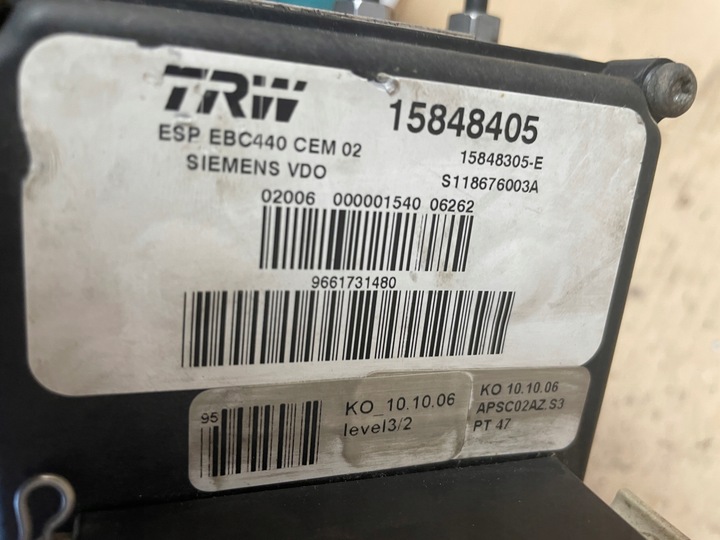 TRW
15848405
ESP EBC440 CEM 02
15848305-E
SIEMENS VDO
S118676003A
02006 000001540 06262
9661731480
95
KO_10.10.06
level3/2
KO 10.10.06
APSC02AZ.S3
PT 47